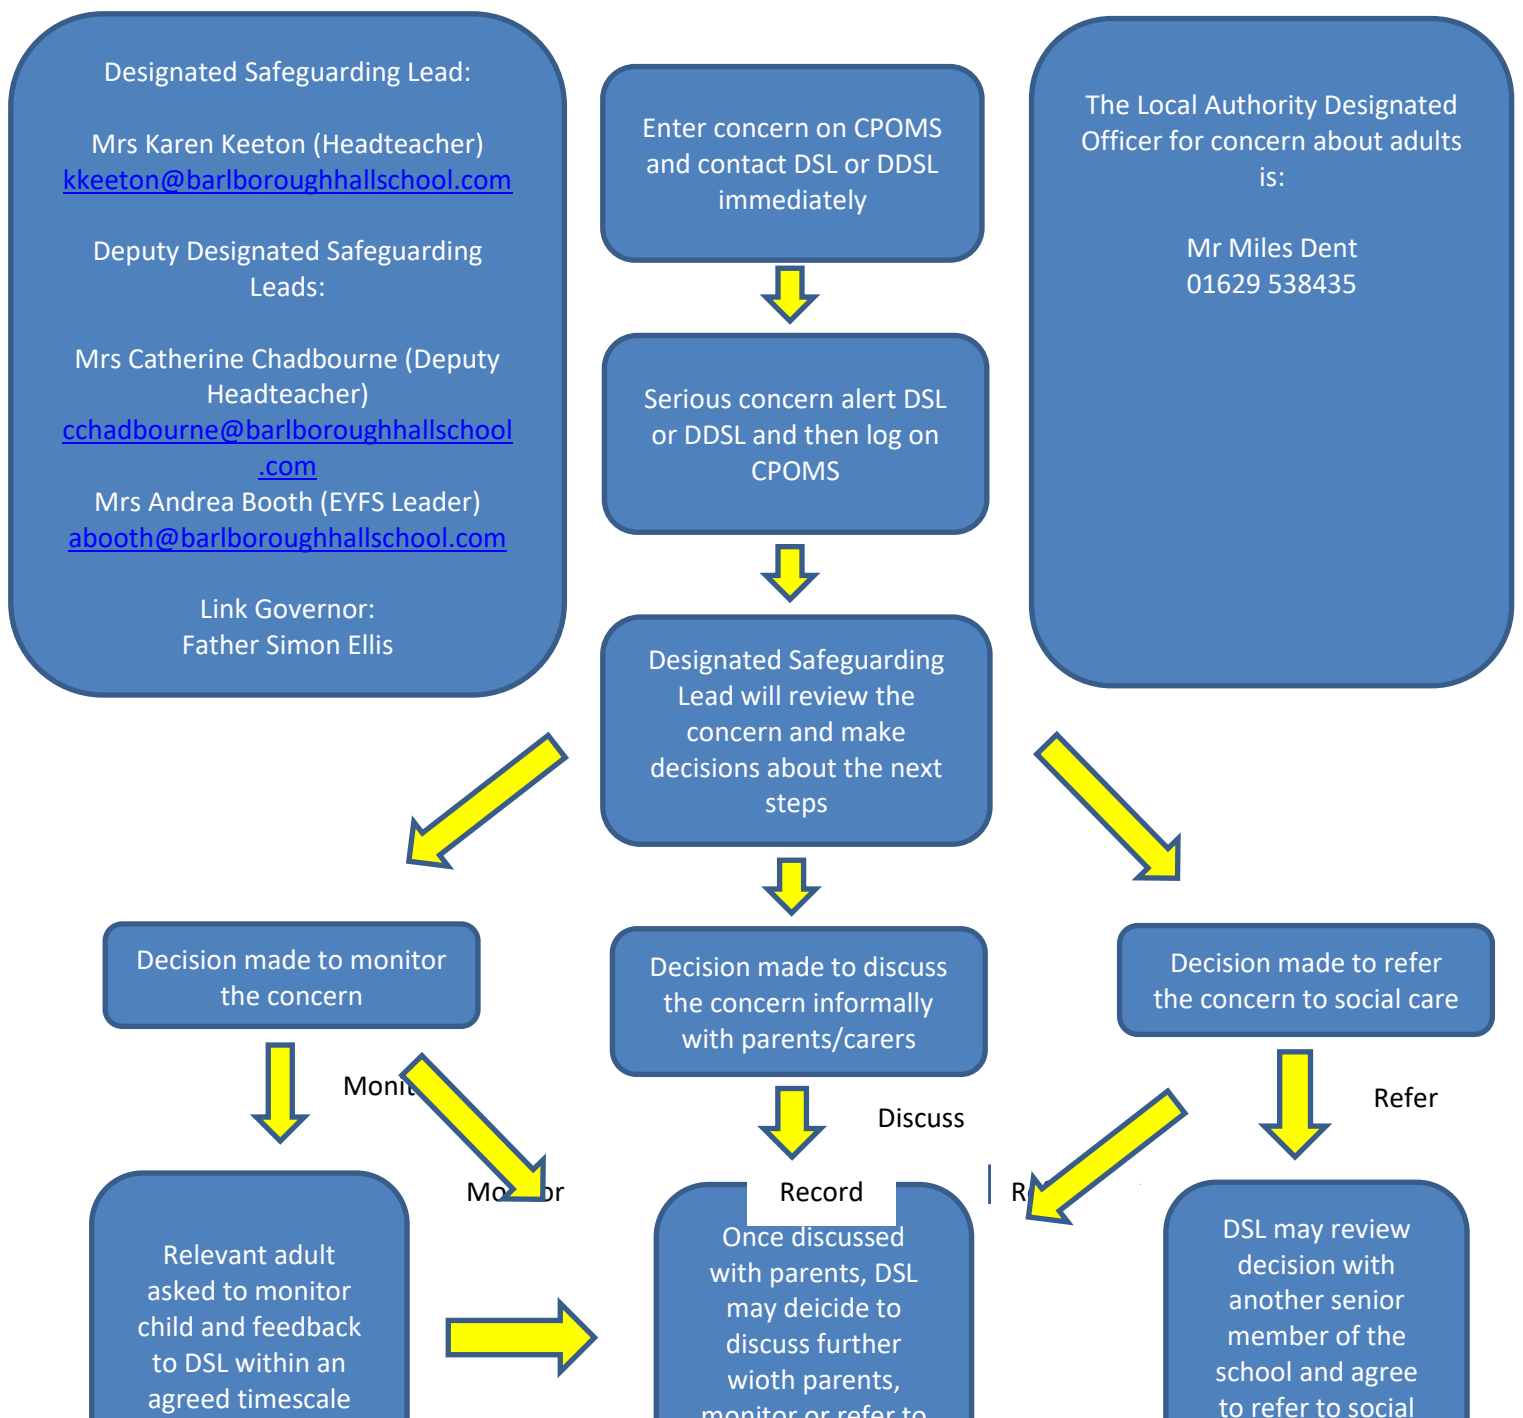 Designated Safeguarding Lead:
Mrs Karen Keeton (Headteacher)
kkeeton@barlboroughhallschool.com
Deputy Designated Safeguarding
Leads:
Mrs Catherine Chadbourne (Deputy
Headteacher)
cchadbourne@barlboroughhallschool
.com
Mrs Andrea Booth (EYFS Leader)
abooth@barlboroughhallschool.com
Link Governor:
Father Simon Ellis
Enter concern on CPOMS
and contact DSL or DDSL
immediately
The Local Authority Designated
Officer for concern about adults
is:
Mr Miles Dent
01629 538435
Serious concern alert DSL
or DDSL and then log on
CPOMS
Designated Safeguarding
Lead will review the
concern and make
decisions about the next
steps
Decision made to monitor
the concern
Decision made to discuss
the concern informally
with parents/carers
Decision made to refer
the concern to social care
Discuss
Refer
Record
Relevant adult
asked to monitor
child and feedback
to DSL within an
agreed timescale
Once discussed
with parents, DSL
may deicide to
discuss further
wioth parents,
monitor or refer to
DSL may review
decision with
another senior
member of the
school and agree
to refer to social